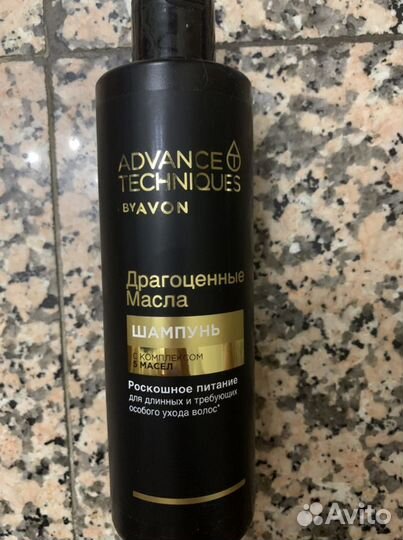 ADVANCE
TECHNIQUES
BY AVON
Драгоценные
Масла
ШАМПУНЬ
С КОМПЛЕКСОМ
5 МАСЕЛ
Роскошное питание
для длинных и требующих
особого ухода волос*
Avito